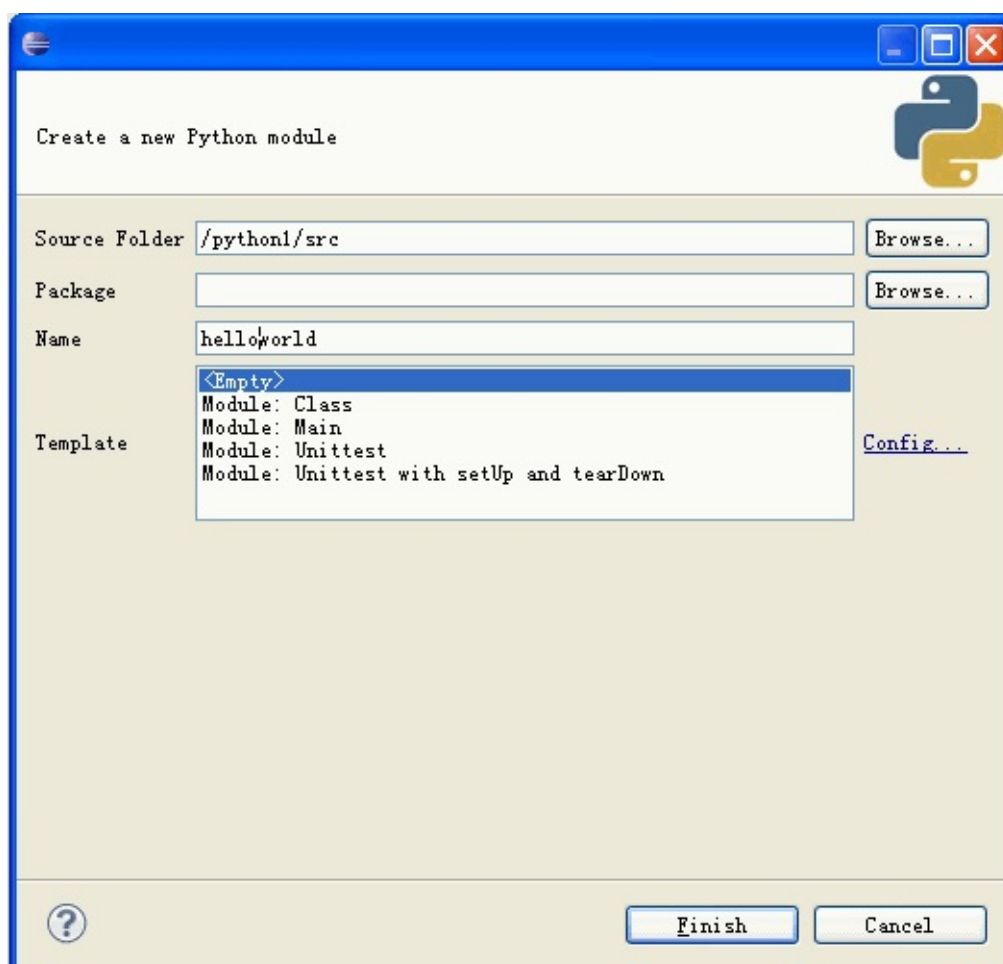 Create a new Python module
Source Folder /python1/src Browse...
Package Browse...
Name helloworld
<Empty>
Module: Class
Module: Main
Template Module: Unittest Config...
Module: Unittest with setUp and tearDown
?
Finish Cancel